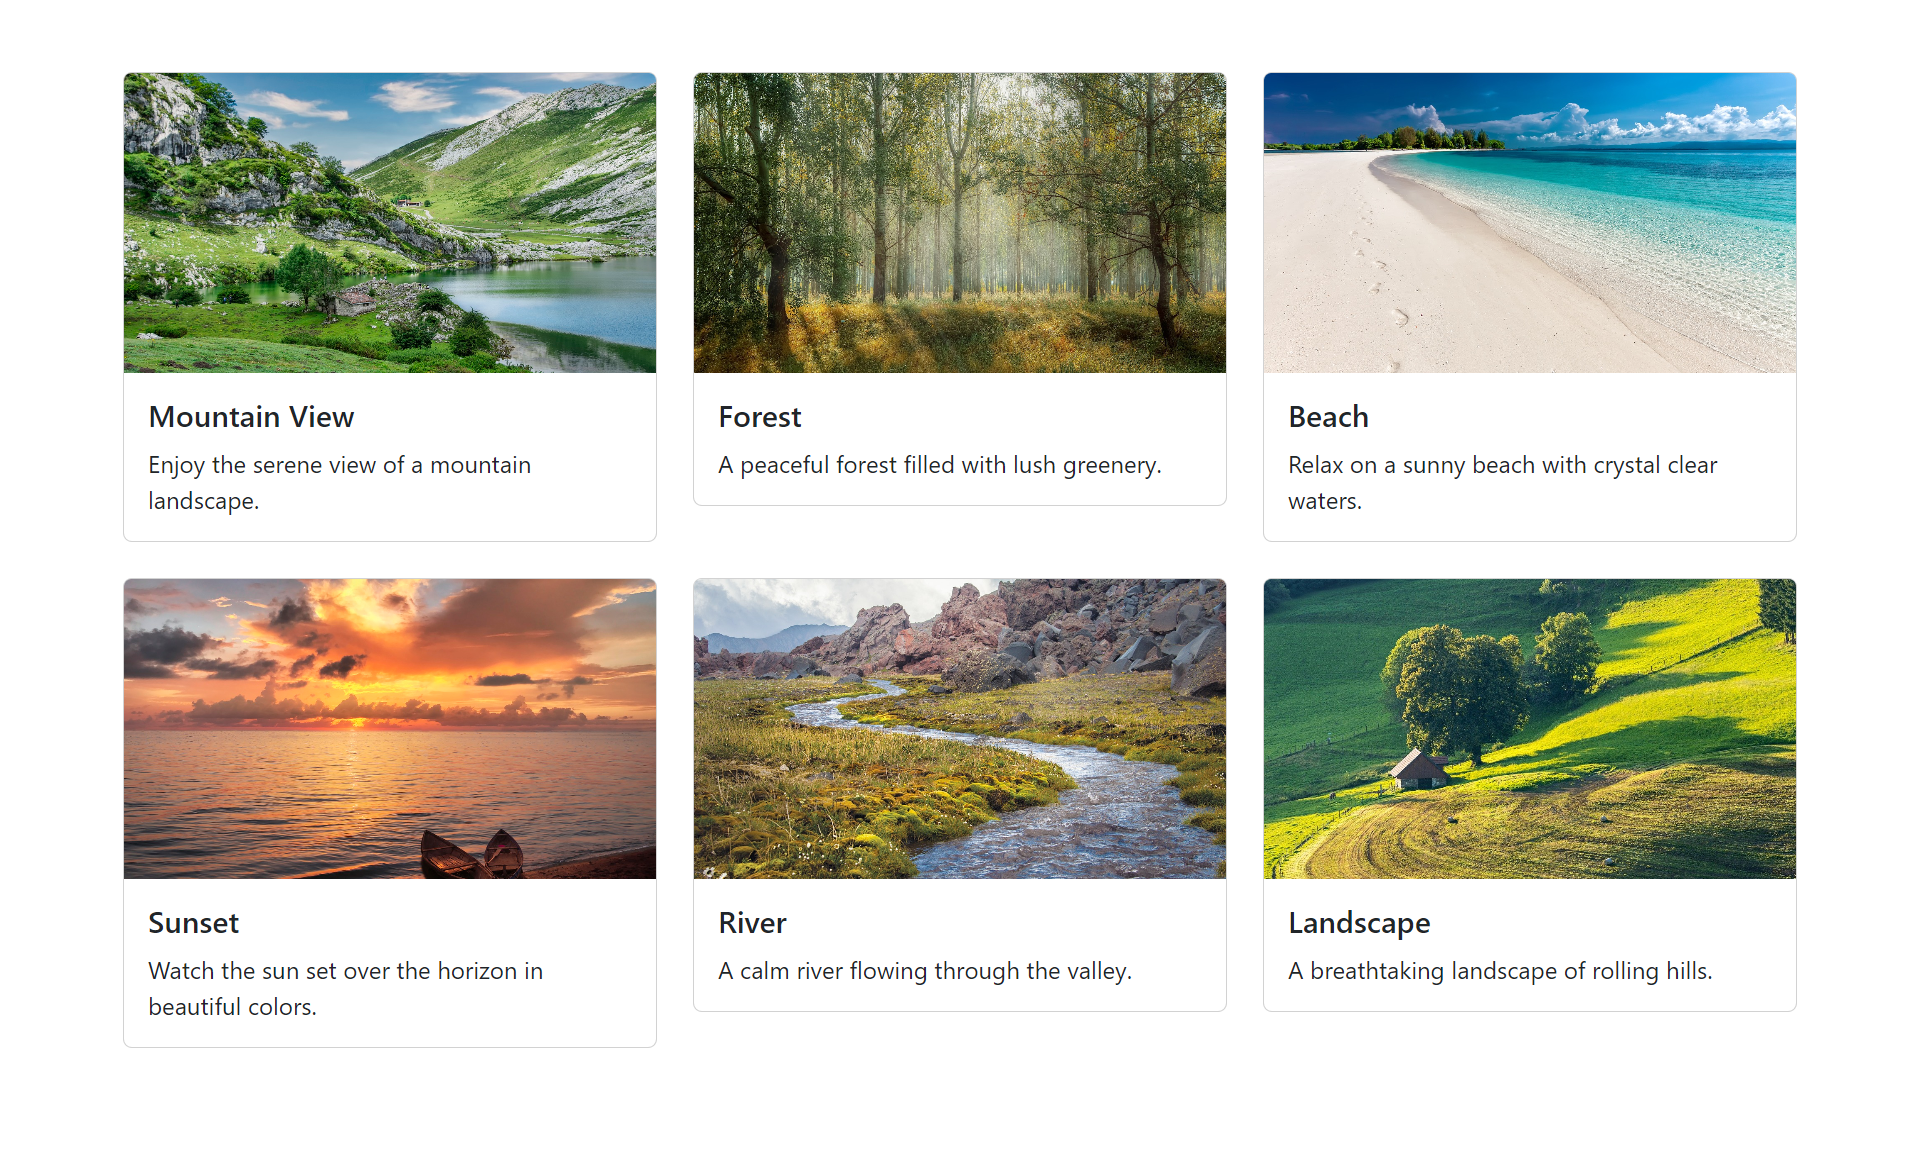 Mountain View
Enjoy the serene view of a mountain
landscape.
Forest
A peaceful forest filled with lush greenery.
Beach
Relax on a sunny beach with crystal clear
waters.
Sunset
Watch the sun set over the horizon in
beautiful colors.
River
A calm river flowing through the valley.
Landscape
A breathtaking landscape of rolling hills.